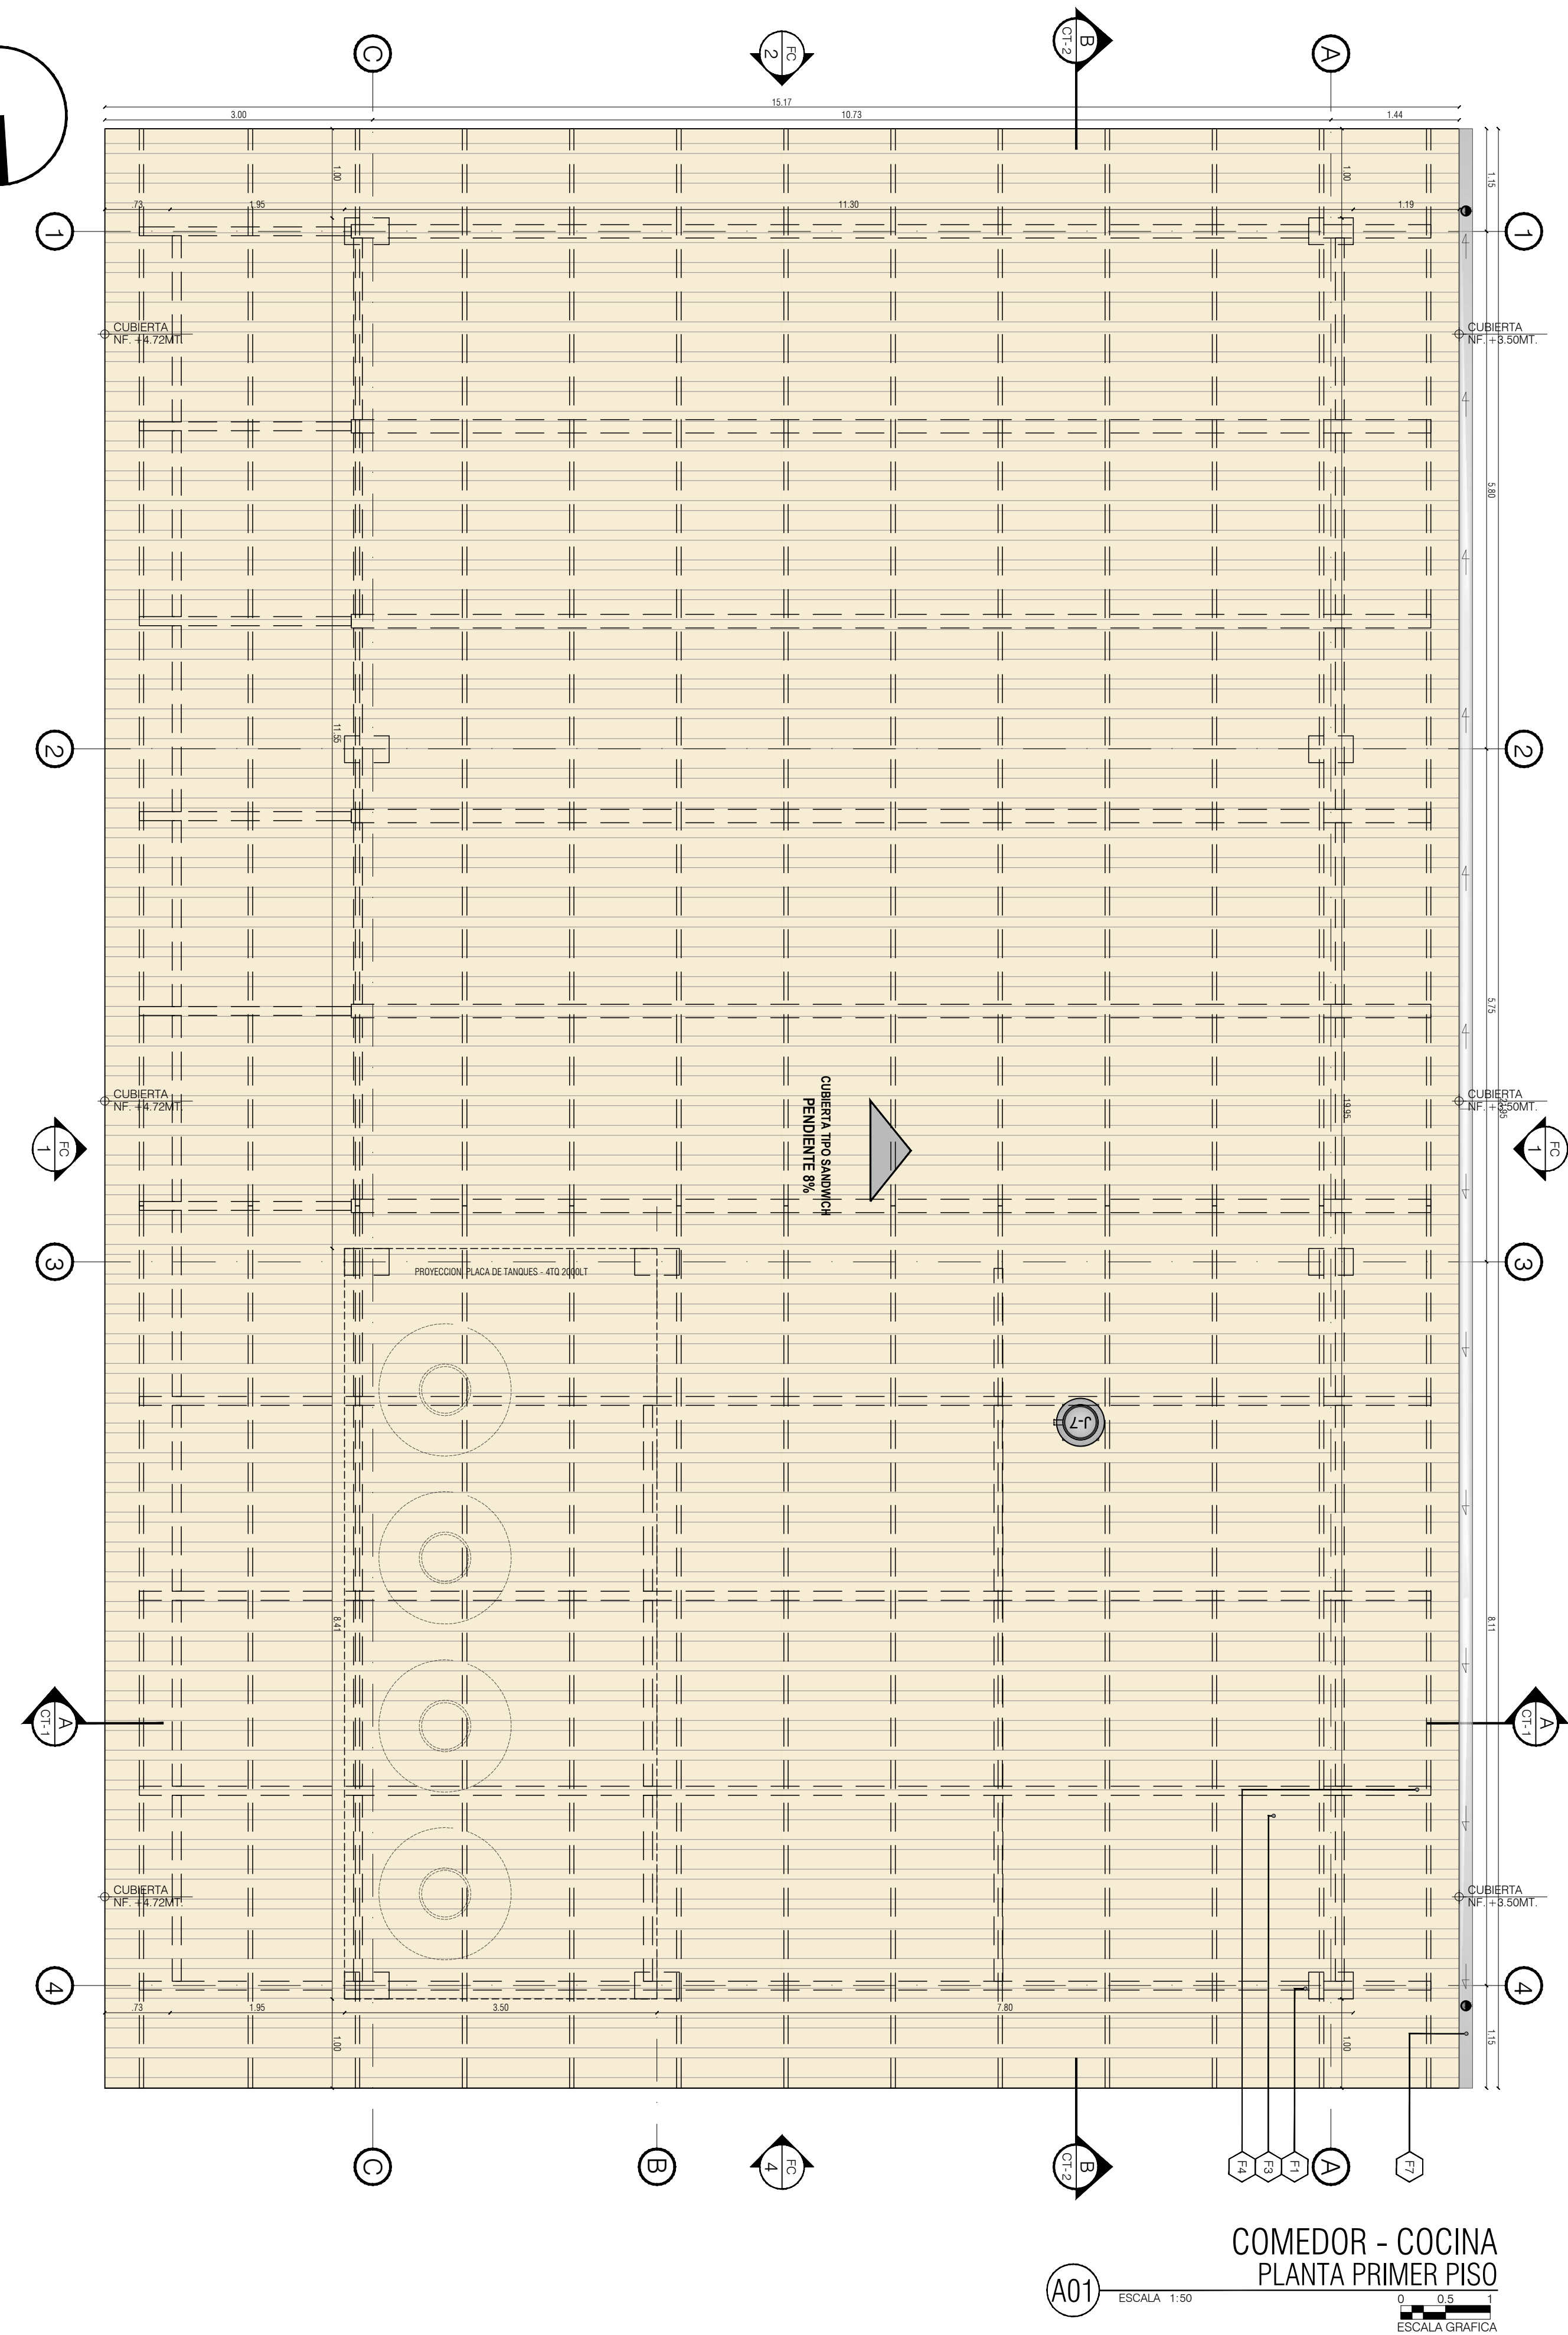 C
FC
2
B
CT-2
A
15.17
3.00
10.73
1.44
1.00
1.00
1.15
.73
1.95
11.30
1.19
1
1
CUBIERTA
NF. +4.72MT.
CUBIERTA
NF. +3.50MT.
5.80
11.55
2
2
5.75
CUBIERTA
NF. +4.72MT.
CUBIERTA TIPO SANDWICH
PENDIENTE 8%
CUBIERTA
NF. +3.50MT.
19.95
FC
1
FC
1
3
3
PROYECCION PLACA DE TANQUES - 4TQ 2000LT
J-7
8.41
8.11
A
CT-1
A
CT-1
CUBIERTA
NF. +4.72MT.
CUBIERTA
NF. +3.50MT.
4
4
.73
1.95
3.50
7.80
1.00
1.00
1.15
C
B
FC
4
B
CT-2
F4
F3
F1
A
F7
COMEDOR - COCINA
PLANTA PRIMER PISO
A01
ESCALA 1:50
0 0.5 1
ESCALA GRAFICA